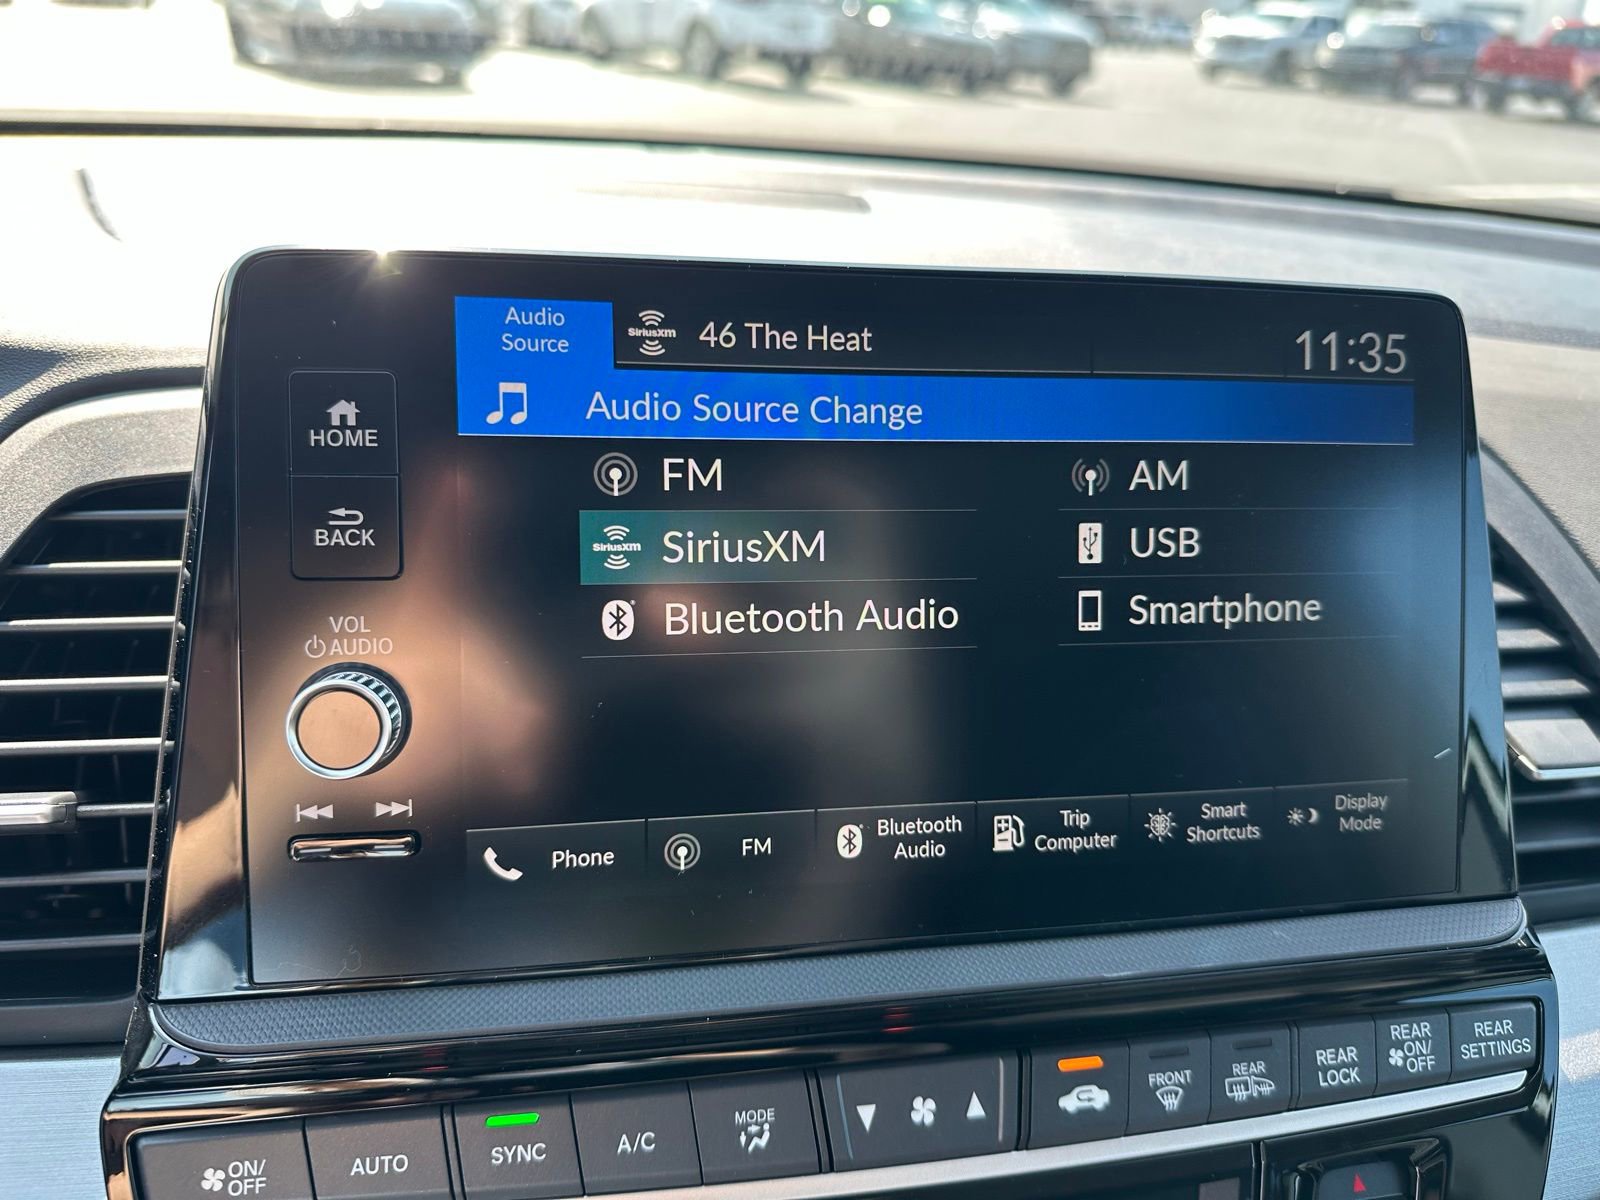 Audio
Source
SiriusXM
46 The Heat
11:35
Audio Source Change
HOME
BACK
VOL
AUDIO
FM
AM
SiriusXM
SiriusXM
USB
Bluetooth Audio
Smartphone
Phone
FM
Bluetooth
Audio
Trip
Computer
Smart
Shortcuts
Display
Mode
ON/
OFF
AUTO
SYNC
A/C
MODE
FRONT
REAR
REAR
LOCK
REAR
ON/
OFF
REAR
SETTINGS